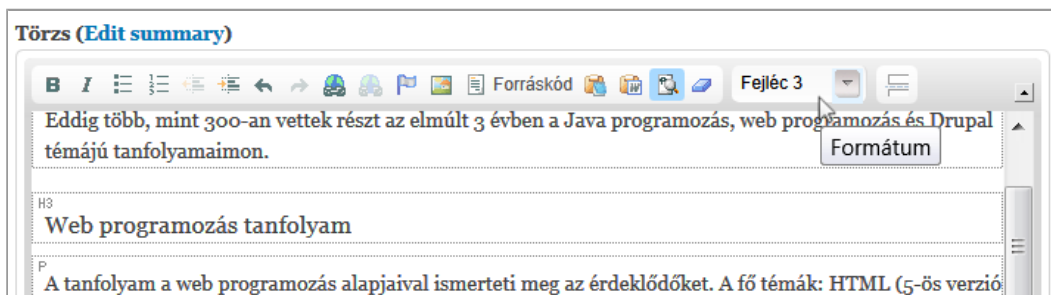 Törzs (Edit summary)
B I Forráskód Fejléc 3
Eddig több, mint 300-an vettek részt az elmúlt 3 évben a Java programozás, web programozás és Drupal
témájú tanfolyamaimon.
Formátum
H3
Web programozás tanfolyam
P
A tanfolyam a web programozás alapjaival ismerteti meg az érdeklődőket. A fő témák: HTML (5-ös verzió